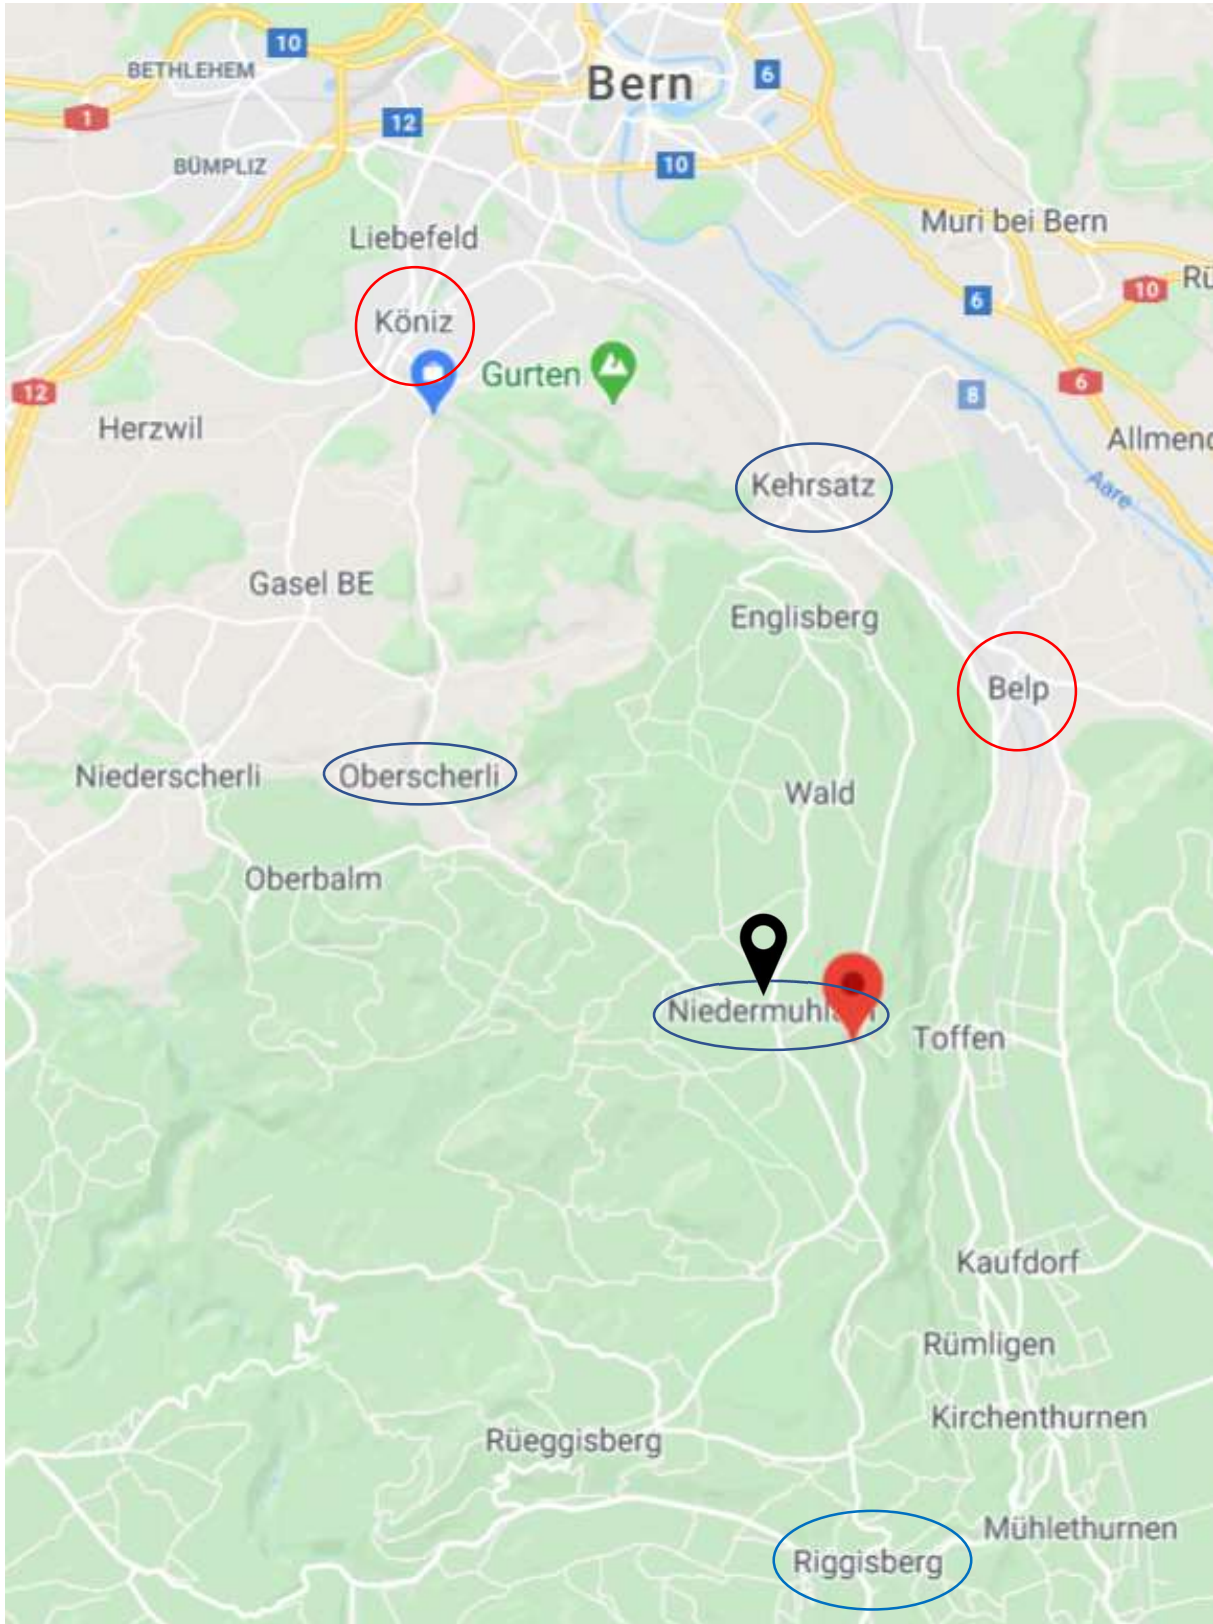 10
Bern
6
BETHLEHEM
1
12
BÜMPLIZ
10
Muri bei Bern
Liebefeld
6
10
Rü
Köniz
Gurten
12
6
8
Herzwil
Allmend
Kehrsatz
Aare
Gasel BE
Englisberg
Belp
Niederscherli
Oberscherli
Wald
Oberbalm
Niedermuhl n
Toffen
Kaufdorf
Rümligen
Kirchenthurnen
Rüeggisberg
Mühlethurnen
Riggisberg